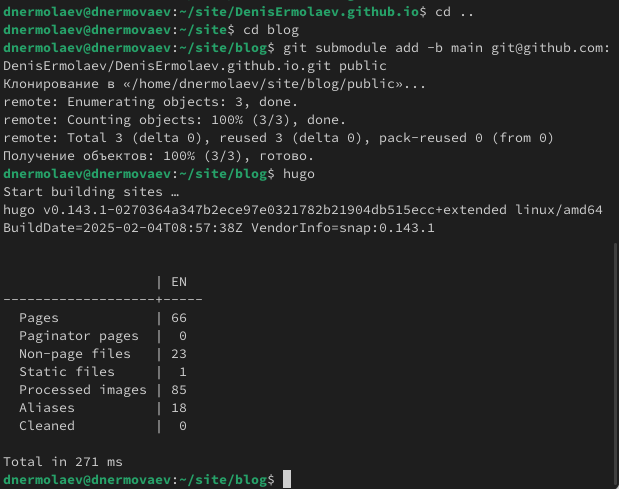 dnermolaev@dnermovaev:~/site/DenisErmolaev.github.io$ cd ..
dnermolaev@dnermovaev:~/site$ cd blog
dnermolaev@dnermovaev:~/site/blog$ git submodule add -b main git@github.com:
DenisErmolaev/DenisErmolaev.github.io.git public
Клонирование в «/home/dnermolaev/site/blog/public»...
remote: Enumerating objects: 3, done.
remote: Counting objects: 100% (3/3), done.
remote: Total 3 (delta 0), reused 3 (delta 0), pack-reused 0 (from 0)
Получение объектов: 100% (3/3), готово.
dnermolaev@dnermovaev:~/site/blog$ hugo
Start building sites …
hugo v0.143.1-0270364a347b2ece97e0321782b21904db515ecc+extended linux/amd64
BuildDate=2025-02-04T08:57:38Z VendorInfo=snap:0.143.1
                   | EN
-------------------+-----
  Pages            | 66
  Paginator pages  |  0
  Non-page files   | 23
  Static files     |  1
  Processed images | 85
  Aliases          | 18
  Cleaned          |  0
Total in 271 ms
dnermolaev@dnermovaev:~/site/blog$